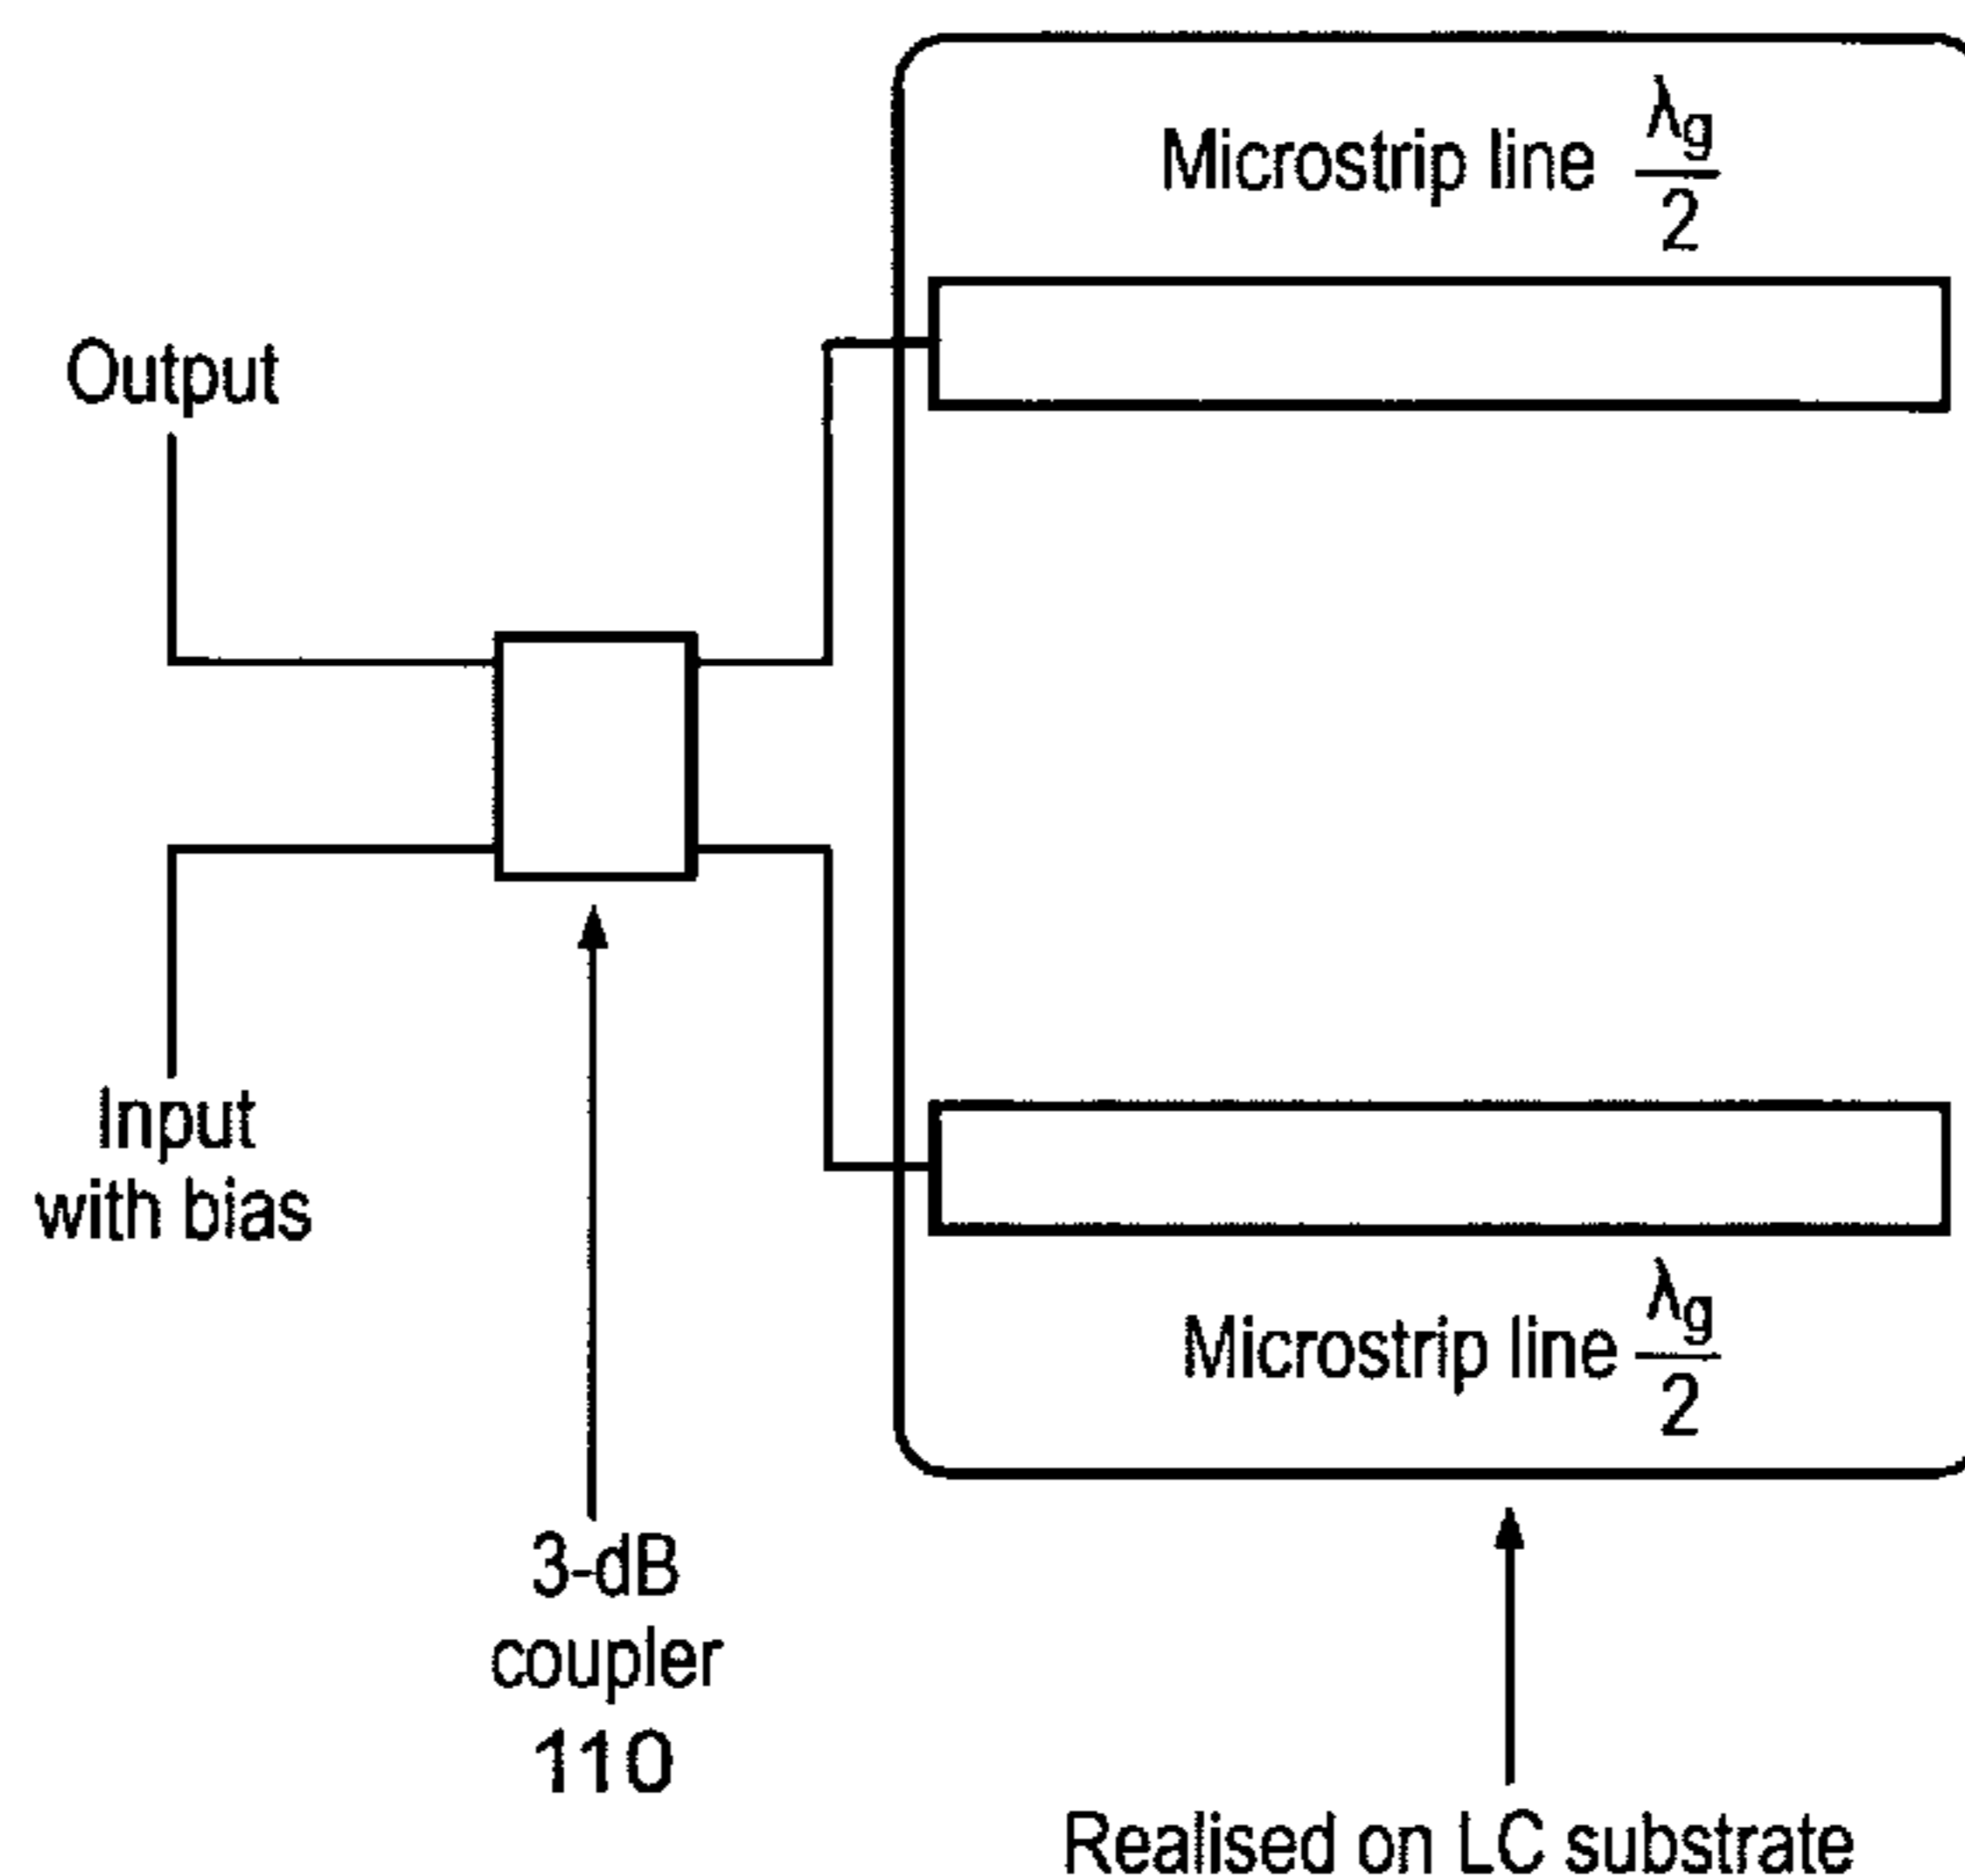 Microstrip line λg/2
Output
Input
with bias
Microstrip line λg/2
3-dB
coupler
110
Realised on LC substrate